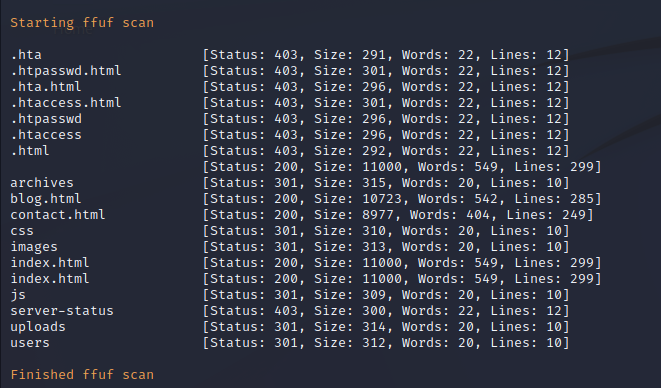 Starting ffuf scan
.hta [Status: 403, Size: 291, Words: 22, Lines: 12]
.htpasswd.html [Status: 403, Size: 301, Words: 22, Lines: 12]
.hta.html [Status: 403, Size: 296, Words: 22, Lines: 12]
.htaccess.html [Status: 403, Size: 301, Words: 22, Lines: 12]
.htpasswd [Status: 403, Size: 296, Words: 22, Lines: 12]
.htaccess [Status: 403, Size: 296, Words: 22, Lines: 12]
.html [Status: 403, Size: 292, Words: 22, Lines: 12]
[Status: 200, Size: 11000, Words: 549, Lines: 299]
archives [Status: 301, Size: 315, Words: 20, Lines: 10]
blog.html [Status: 200, Size: 10723, Words: 542, Lines: 285]
contact.html [Status: 200, Size: 8977, Words: 404, Lines: 249]
css [Status: 301, Size: 310, Words: 20, Lines: 10]
images [Status: 301, Size: 313, Words: 20, Lines: 10]
index.html [Status: 200, Size: 11000, Words: 549, Lines: 299]
index.html [Status: 200, Size: 11000, Words: 549, Lines: 299]
js [Status: 301, Size: 309, Words: 20, Lines: 10]
server-status [Status: 403, Size: 300, Words: 22, Lines: 12]
uploads [Status: 301, Size: 314, Words: 20, Lines: 10]
users [Status: 301, Size: 312, Words: 20, Lines: 10]
Finished ffuf scan